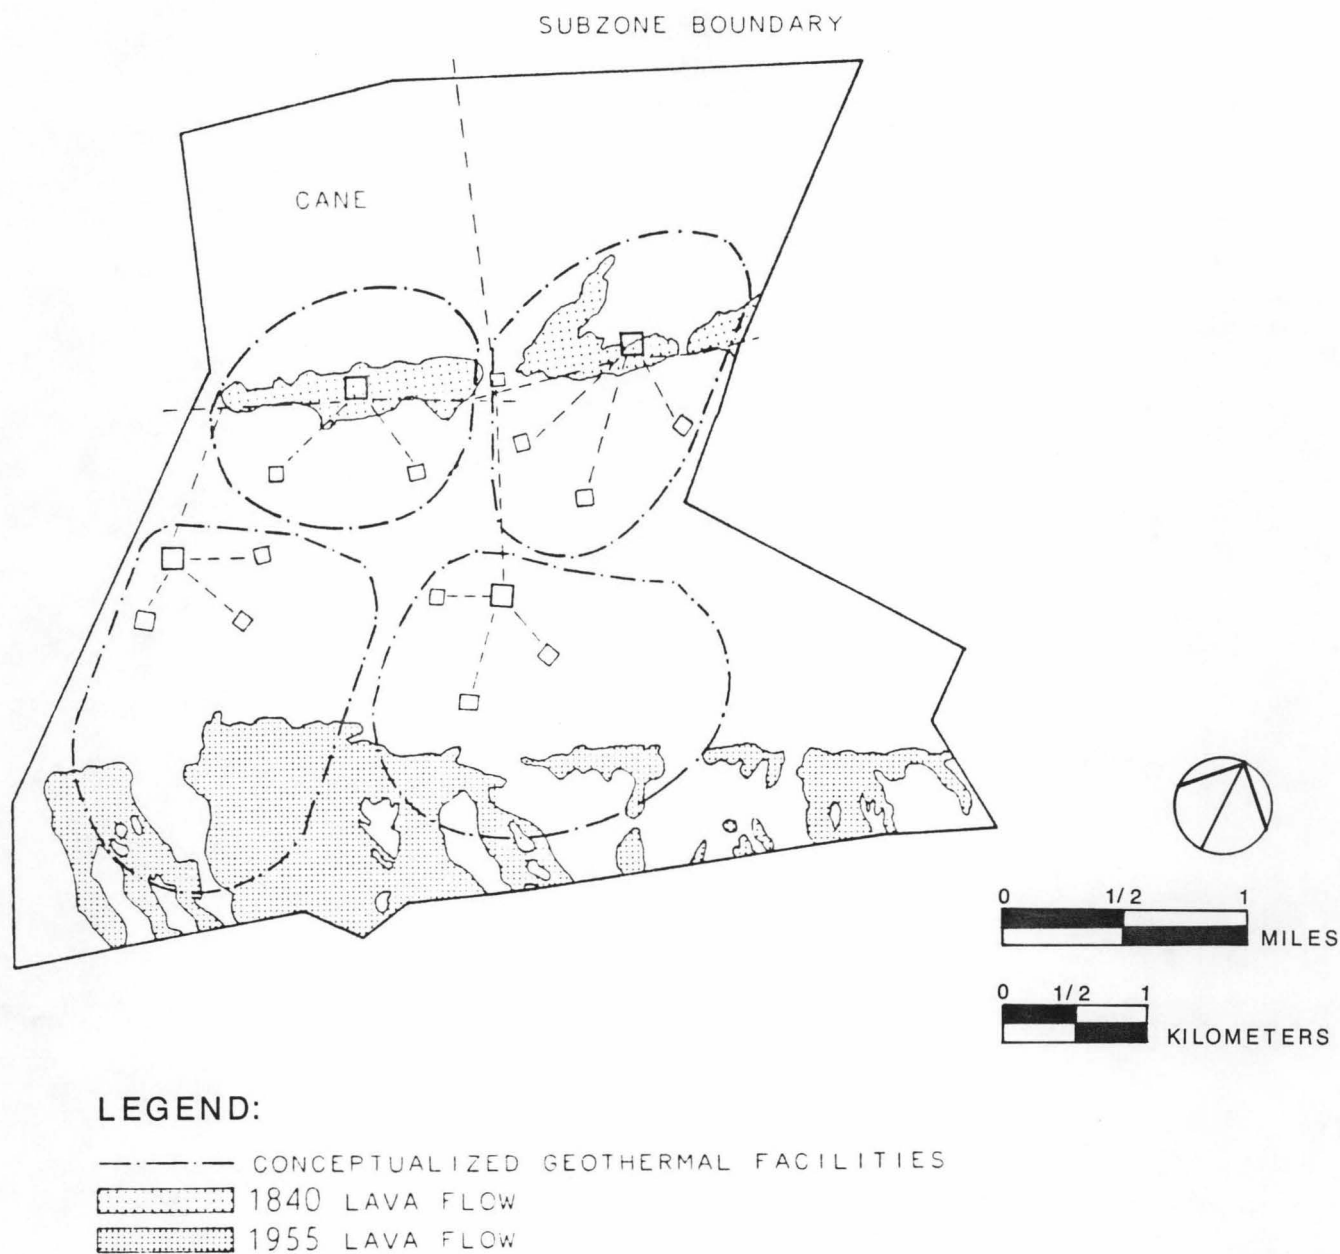 SUBZONE BOUNDARY
CANE
0 1/2 1
MILES
0 1/2 1
KILOMETERS
LEGEND:
CONCEPTUALIZED GEOTHERMAL FACILITIES
1840 LAVA FLOW
1955 LAVA FLOW